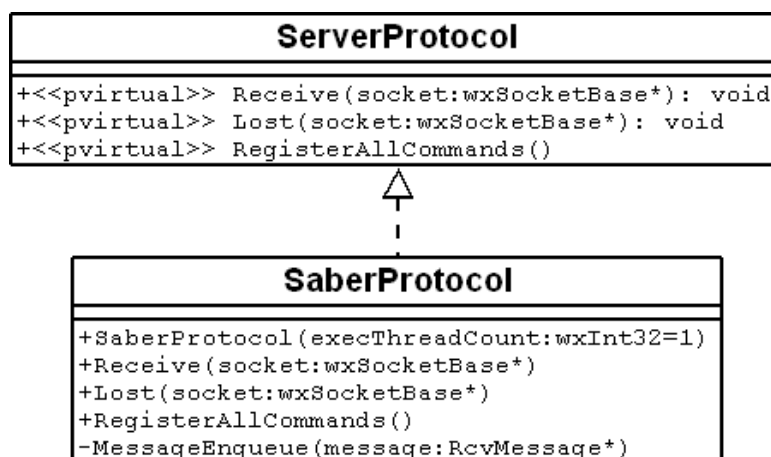 ServerProtocol
+<<pvirtual>> Receive(socket:wxSocketBase*): void
+<<pvirtual>> Lost(socket:wxSocketBase*): void
+<<pvirtual>> RegisterAllCommands()
SaberProtocol
+SaberProtocol(execThreadCount:wxInt32=1)
+Receive(socket:wxSocketBase*)
+Lost(socket:wxSocketBase*)
+RegisterAllCommands()
-MessageEnqueue(message:RcvMessage*)